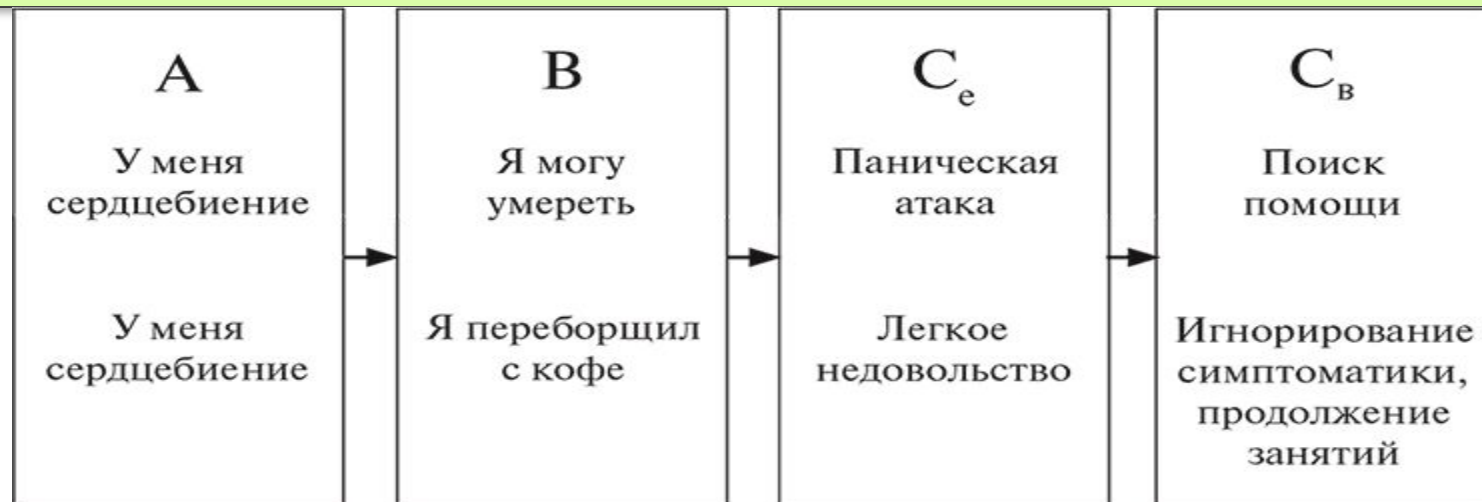 A
У меня
сердцебиение
У меня
сердцебиение
B
Я могу
умереть
Я переборщил
с кофе
Cе
Паническая
атака
Легкое
недовольство
Cв
Поиск
помощи
Игнорирование
симптоматики,
продолжение
занятий